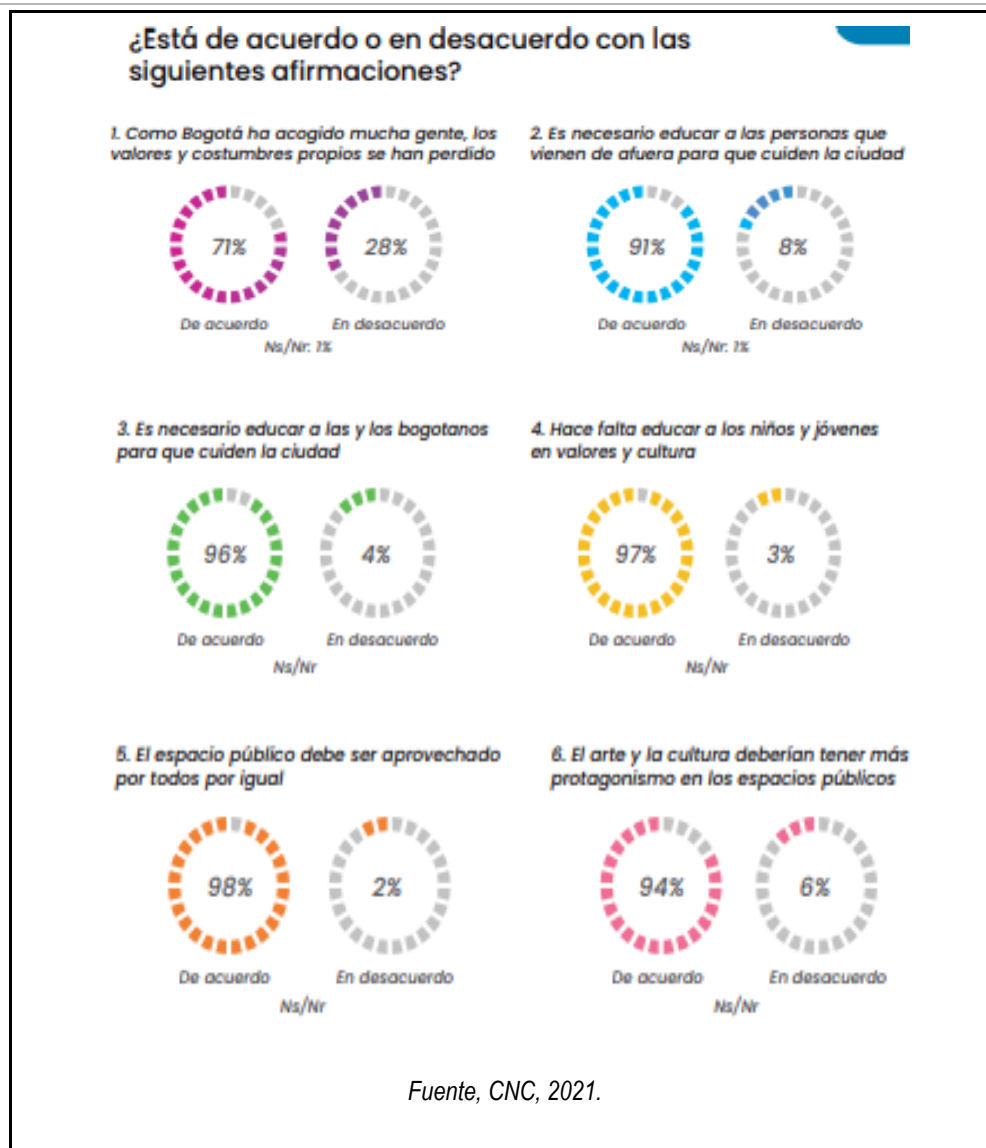 ¿Está de acuerdo o en desacuerdo con las
siguientes afirmaciones?
1. Como Bogotá ha acogido mucha gente, los
valores y costumbres propios se han perdido
71%
28%
De acuerdo
En desacuerdo
Ns/Nr: 1%
2. Es necesario educar a las personas que
vienen de afuera para que cuiden la ciudad
91%
8%
De acuerdo
En desacuerdo
Ns/Nr: 1%
3. Es necesario educar a las y los bogotanos
para que cuiden la ciudad
96%
4%
De acuerdo
En desacuerdo
Ns/Nr
4. Hace falta educar a los niños y jóvenes
en valores y cultura
97%
3%
De acuerdo
En desacuerdo
Ns/Nr
5. El espacio público debe ser aprovechado
por todos por igual
98%
2%
De acuerdo
En desacuerdo
Ns/Nr
6. El arte y la cultura deberían tener más
protagonismo en los espacios públicos
94%
6%
De acuerdo
En desacuerdo
Ns/Nr
Fuente, CNC, 2021.